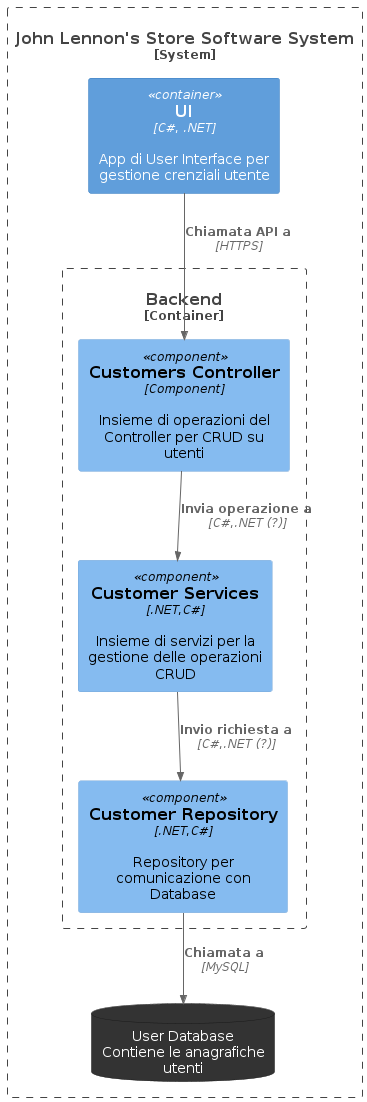 John Lennon's Store Software System
[System]
«container»
UI
[C#, .NET]
App di User Interface per
gestione crenziali utente
Chiamata API a
[HTTPS]
Backend
[Container]
«component»
Customers Controller
[Component]
Insieme di operazioni del
Controller per CRUD su
utenti
Invia operazione a
[C#,.NET (?)]
«component»
Customer Services
[.NET,C#]
Insieme di servizi per la
gestione delle operazioni
CRUD
Invio richiesta a
[C#,.NET (?)]
«component»
Customer Repository
[.NET,C#]
Repository per
comunicazione con
Database
Chiamata a
[MySQL]
User Database
Contiene le anagrafiche
utenti